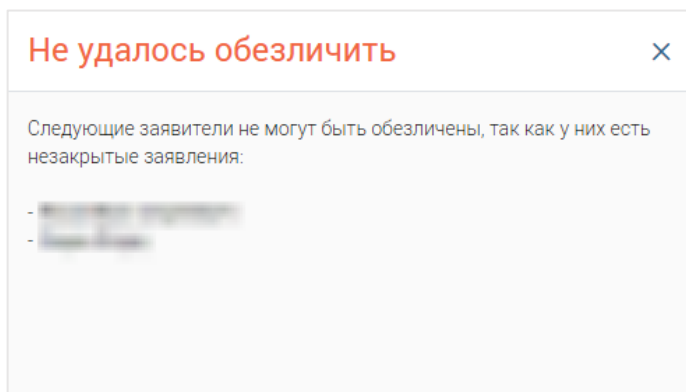 Не удалось обезличить
Следующие заявители не могут быть обезличены, так как у них есть
незакрытые заявления:
-
-